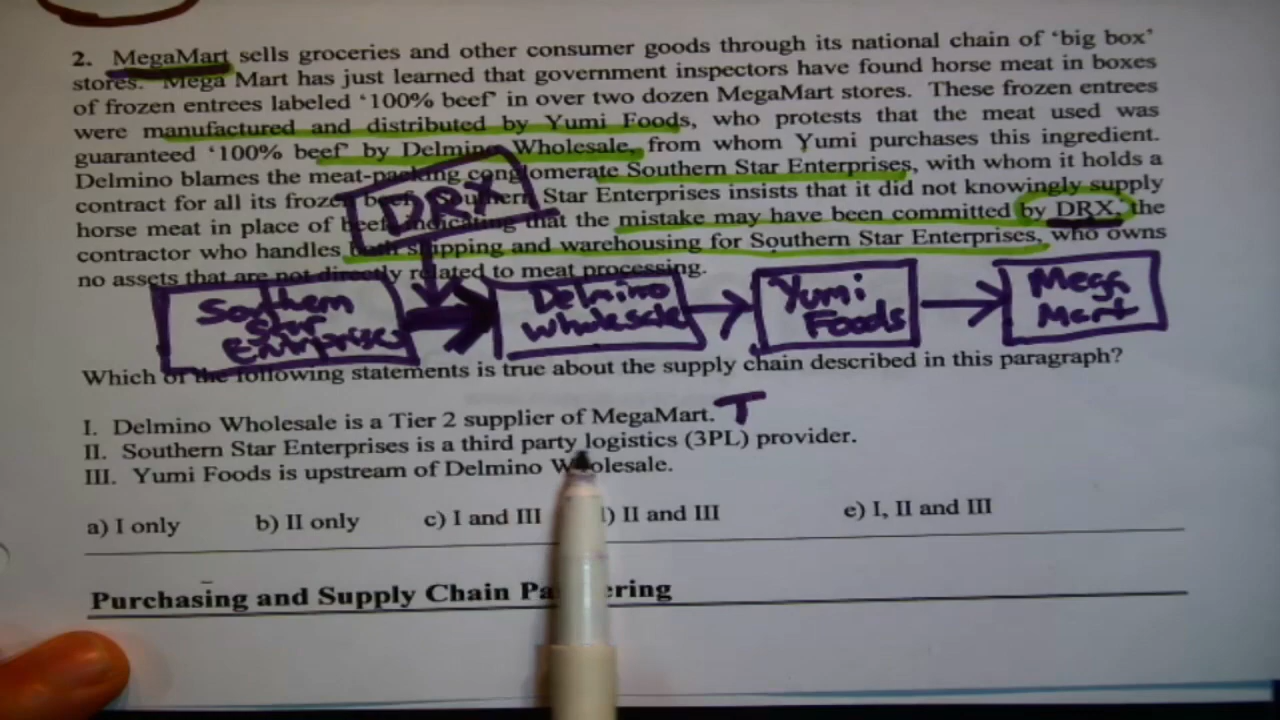 2. MegaMart sells groceries and other consumer goods through its national chain of ‘big box’
stores. Mega Mart has just learned that government inspectors have found horse meat in boxes
of frozen entrees labeled ‘100% beef’ in over two dozen MegaMart stores. These frozen entrees
were manufactured and distributed by Yumi Foods, who protests that the meat used was
guaranteed ‘100% beef’ by Delmino Wholesale, from whom Yumi purchases this ingredient.
Delmino blames the meat-packing conglomerate Southern Star Enterprises, with whom it holds a
contract for all its frozen beef. Southern Star Enterprises insists that it did not knowingly supply
horse meat in place of beef indicating that the mistake may have been committed by DRX, the
contractor who handles both shipping and warehousing for Southern Star Enterprises, who owns
no assets that are not directly related to meat processing.
DRX
Southern Star Enterprises
Delmino Wholesale
Yumi Foods
Mega Mart
Which of the following statements is true about the supply chain described in this paragraph?
I. Delmino Wholesale is a Tier 2 supplier of MegaMart. T
II. Southern Star Enterprises is a third party logistics (3PL) provider.
III. Yumi Foods is upstream of Delmino Wholesale.
a) I only b) II only c) I and III d) II and III e) I, II and III
Purchasing and Supply Chain Partnering